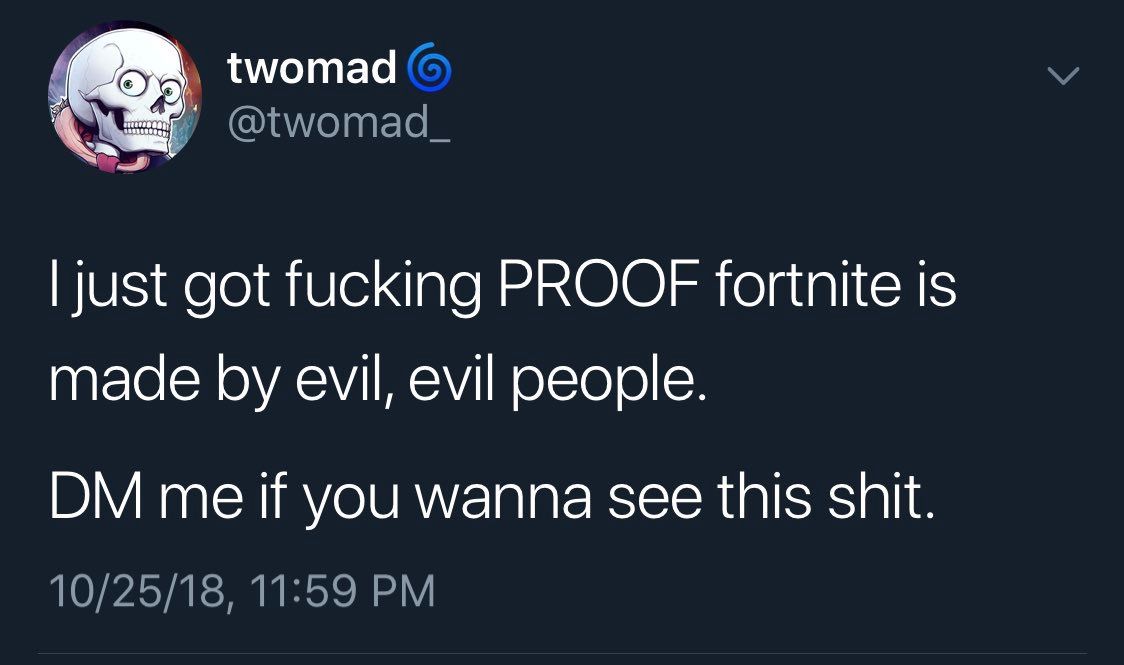 twomad 🌀
@twomad_
I just got fucking PROOF fortnite is
made by evil, evil people.
DM me if you wanna see this shit.
10/25/18, 11:59 PM